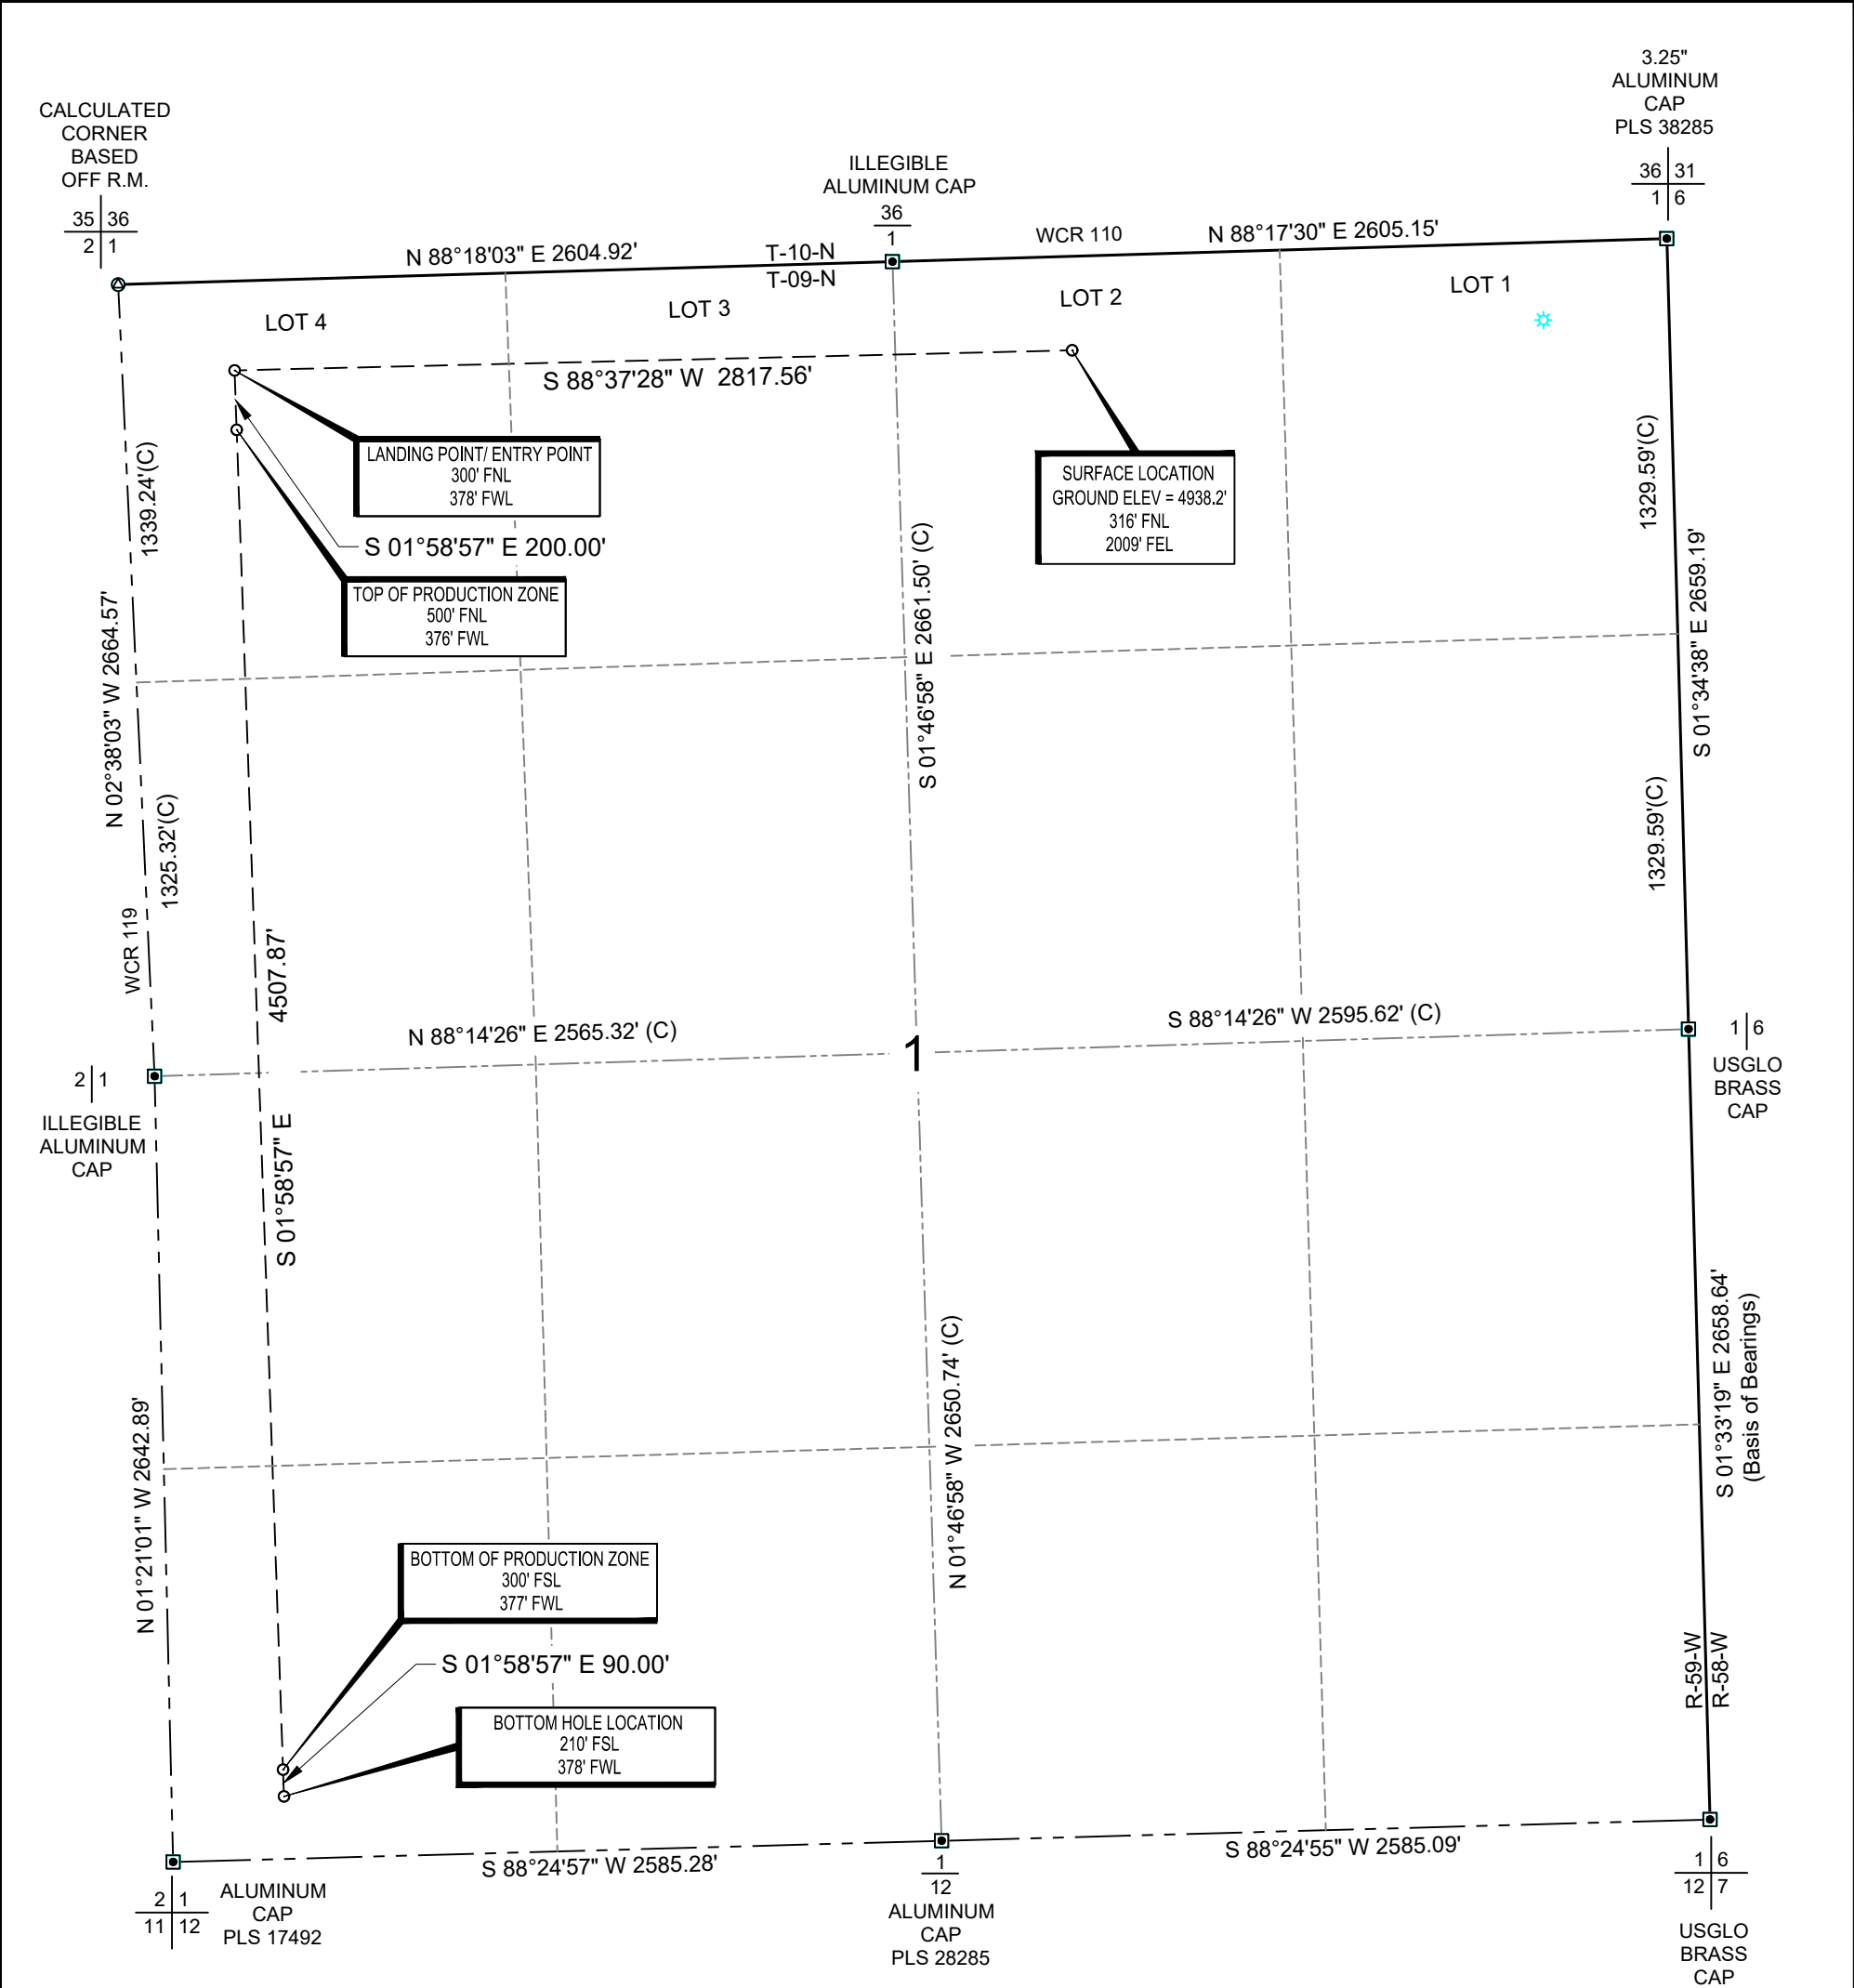 3.25"
ALUMINUM
CAP
PLS 38285
36 31
1 6
CALCULATED
CORNER
BASED
OFF R.M.
35 36
2 1
ILLEGIBLE
ALUMINUM CAP
36
1
N 88°18'03" E 2604.92'
T-10-N
T-09-N
WCR 110
N 88°17'30" E 2605.15'
LOT 4
LOT 3
LOT 2
LOT 1
S 88°37'28" W 2817.56'
LANDING POINT/ ENTRY POINT
300' FNL
378' FWL
SURFACE LOCATION
GROUND ELEV = 4938.2'
316' FNL
2009' FEL
S 01°58'57" E 200.00'
TOP OF PRODUCTION ZONE
500' FNL
376' FWL
1339.24'(C)
N 02°38'03" W 2664.57'
1325.32'(C)
WCR 119
S 01°46'58" E 2661.50' (C)
1329.59'(C)
S 01°34'38" E 2659.19'
1329.59'(C)
4507.87'
S 01°58'57" E
N 88°14'26" E 2565.32' (C)
1
S 88°14'26" W 2595.62' (C)
2 1
ILLEGIBLE
ALUMINUM
CAP
1 6
USGLO
BRASS
CAP
N 01°21'01" W 2642.89'
N 01°46'58" W 2650.74' (C)
S 01°33'19" E 2658.64'
(Basis of Bearings)
BOTTOM OF PRODUCTION ZONE
300' FSL
377' FWL
S 01°58'57" E 90.00'
BOTTOM HOLE LOCATION
210' FSL
378' FWL
R-59-W
R-58-W
S 88°24'57" W 2585.28'
S 88°24'55" W 2585.09'
2 1
11 12
ALUMINUM
CAP
PLS 17492
1
12
ALUMINUM
CAP
PLS 28285
1 6
12 7
USGLO
BRASS
CAP